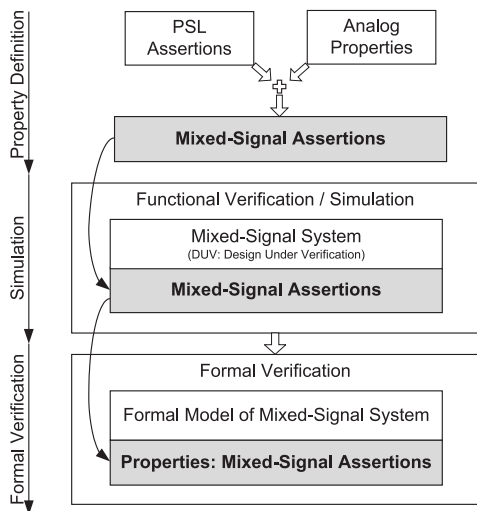 Property Definition
PSL
Assertions
Analog
Properties
Mixed-Signal Assertions
Simulation
Functional Verification / Simulation
Mixed-Signal System
(DUV: Design Under Verification)
Mixed-Signal Assertions
Formal Verification
Formal Verification
Formal Model of Mixed-Signal System
Properties: Mixed-Signal Assertions